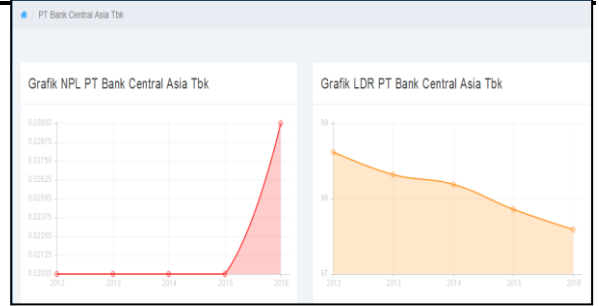 / PT Bank Central Asia Tbk
Grafik NPL PT Bank Central Asia Tbk
0.03000
0.02875
0.02750
0.02625
0.02500
0.02375
0.02250
0.02125
0.02000
2012 2013 2014 2015 2016
Grafik LDR PT Bank Central Asia Tbk
99
98
97
2012 2013 2014 2015 2016